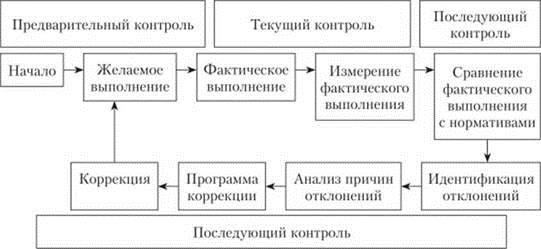 Предварительный контроль
Текущий контроль
Последующий
контроль
Начало
Желаемое
выполнение
Фактическое
выполнение
Измерение
фактического
выполнения
Сравнение
фактического
выполнения
с нормативами
Коррекция
Программа
коррекции
Анализ причин
отклонений
Идентификация
отклонений
Последующий контроль